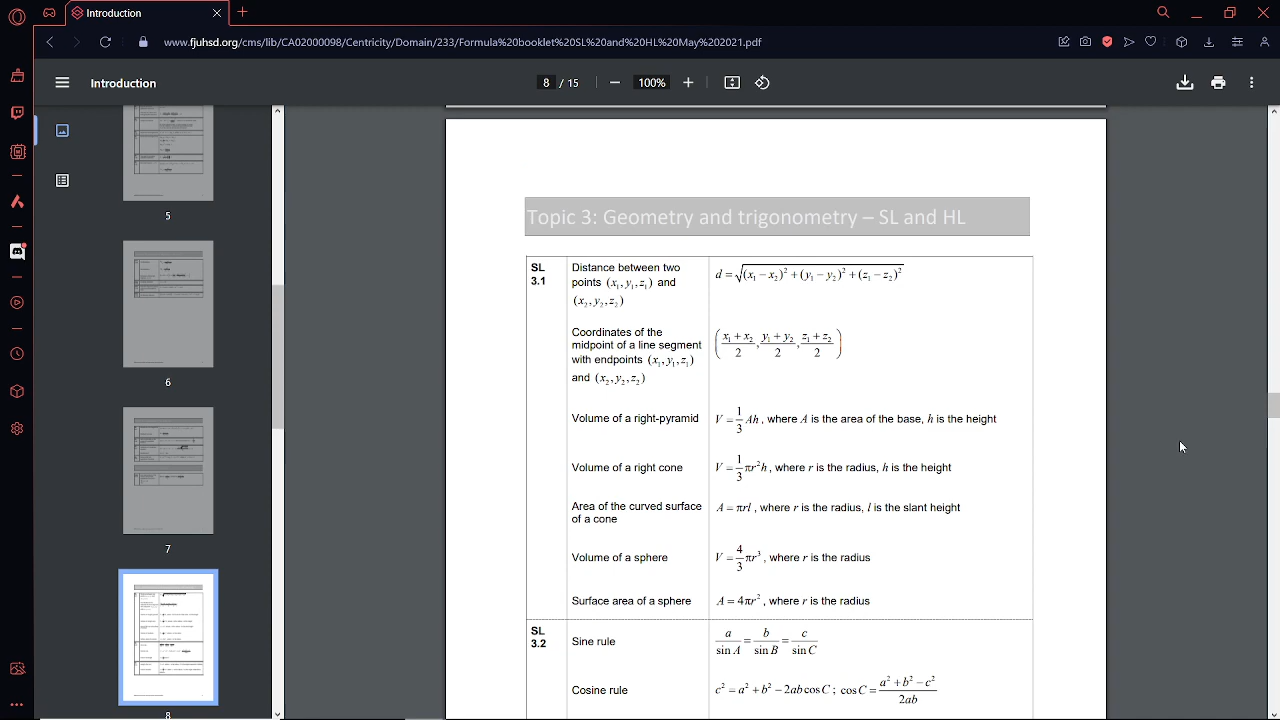 Introduction
www.fjuhsd.org/cms/lib/CA02000098/Centricity/Domain/233/Formula%20booklet%20SL%20and%20HL%20May%202021.pdf
Introduction
8 / 15
100%
5
6
7
8
Topic 3: Geometry and trigonometry – SL and HL
SL 3.1
Distance between two
points (x₁, y₁, z₁) and
(x₂, y₂, z₂)
d = √((x₁ − x₂)² + (y₁ − y₂)² + (z₁ − z₂)²)
Coordinates of the
midpoint of a line segment
with endpoints (x₁, y₁, z₁)
and (x₂, y₂, z₂)
((x₁ + x₂)/2, (y₁ + y₂)/2, (z₁ + z₂)/2)
Volume of a right-pyramid
V = 1/3 Ah, where A is the area of the base, h is the height
Volume of a right cone
V = 1/3 πr²h, where r is the radius, h is the height
Area of the curved surface
of a cone
A = πrl, where r is the radius, l is the slant height
Volume of a sphere
V = 4/3 πr³, where r is the radius
Surface area of a sphere
A = 4πr², where r is the radius
SL 3.2
Sine rule
a/sin A = b/sin B = c/sin C
Cosine rule
c² = a² + b² − 2ab cos C ; cos C = (a² + b² − c²)/2ab